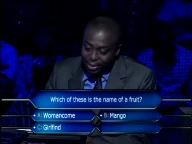 Which of these is the name of a fruit?
A: Womancome
B: Mango
C: Girlfind